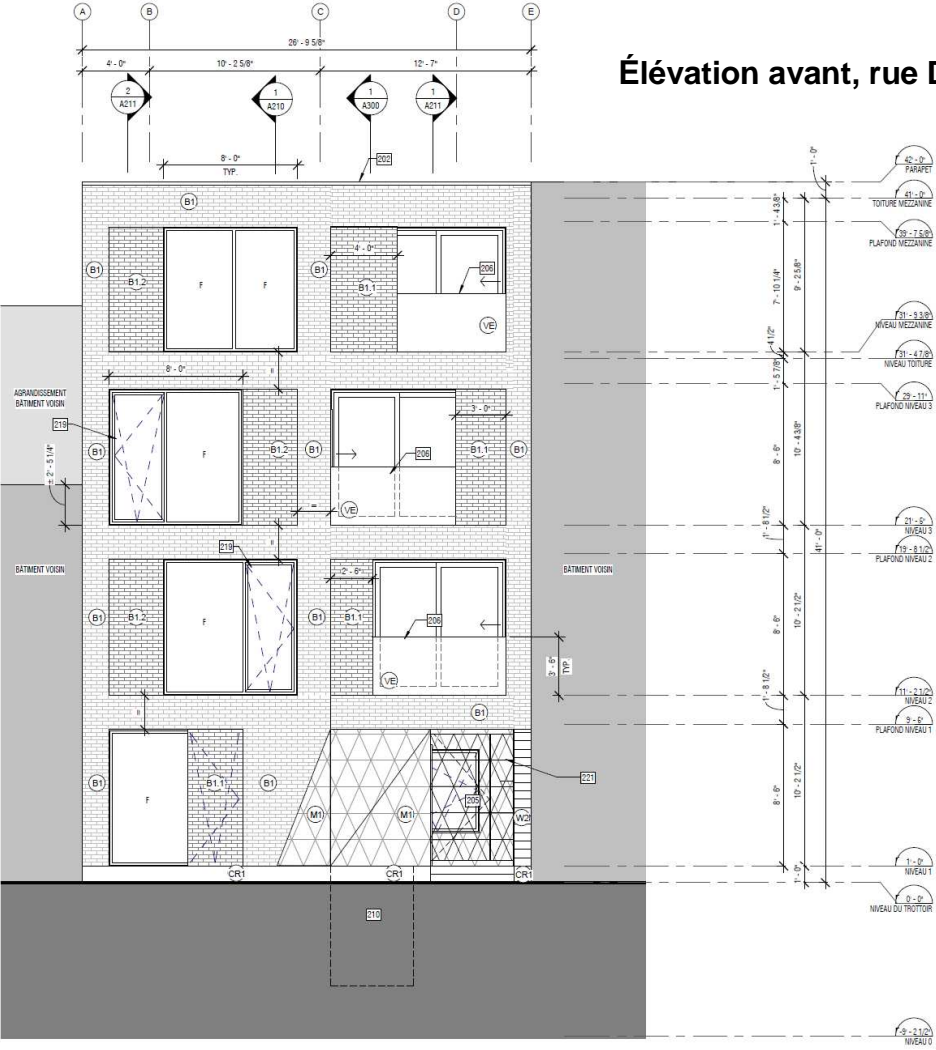 A B C D E
26' - 9 5/8"
4' - 0" 10' - 2 5/8" 12' - 7"
Élévation avant, rue D
2 A211
1 A210
1 A300
1 A211
8' - 0"
TYP.
202
1' - 0"
42' - 0"
PARAPET
41' - 0"
TOITURE MEZZANINE
1' - 4 3/8"
39' - 7 5/8"
PLAFOND MEZZANINE
B1
4' - 0"
B1 B1.2 F F B1 B1.1 206
VE
7' - 10 1/4"
9' - 2 5/8"
31' - 9 3/8"
NIVEAU MEZZANINE
4 1/2"
31' - 4 7/8"
NIVEAU TOITURE
1' - 5 7/8"
29' - 11"
PLAFOND NIVEAU 3
8' - 0"
=
AGRANDISSEMENT
BÂTIMENT VOISIN
219
3' - 0"
B1 F B1.2 B1 206 B1.1 B1
± 2' - 5 1/4"
8' - 6"
10' - 4 3/8"
= VE
21' - 9"
NIVEAU 3
1' - 8 1/2"
41' - 0"
219
=
19' - 8 1/2"
PLAFOND NIVEAU 2
BÂTIMENT VOISIN
2' - 6"
BÂTIMENT VOISIN
B1 B1.2 F B1 B1.1 206
8' - 6"
10' - 2 1/2"
3' - 6"
TYP.
VE
11' - 2 1/2"
NIVEAU 2
= B1
1' - 8 1/2"
9' - 6"
PLAFOND NIVEAU 1
221
B1 F B1.1 B1 M1 M1 205 W2
8' - 6"
10' - 2 1/2"
1' - 0"
NIVEAU 1
CR1 CR1 CR1
1' - 0"
0' - 0"
NIVEAU DU TROTTOIR
210
-9' - 2 1/2"
NIVEAU 0